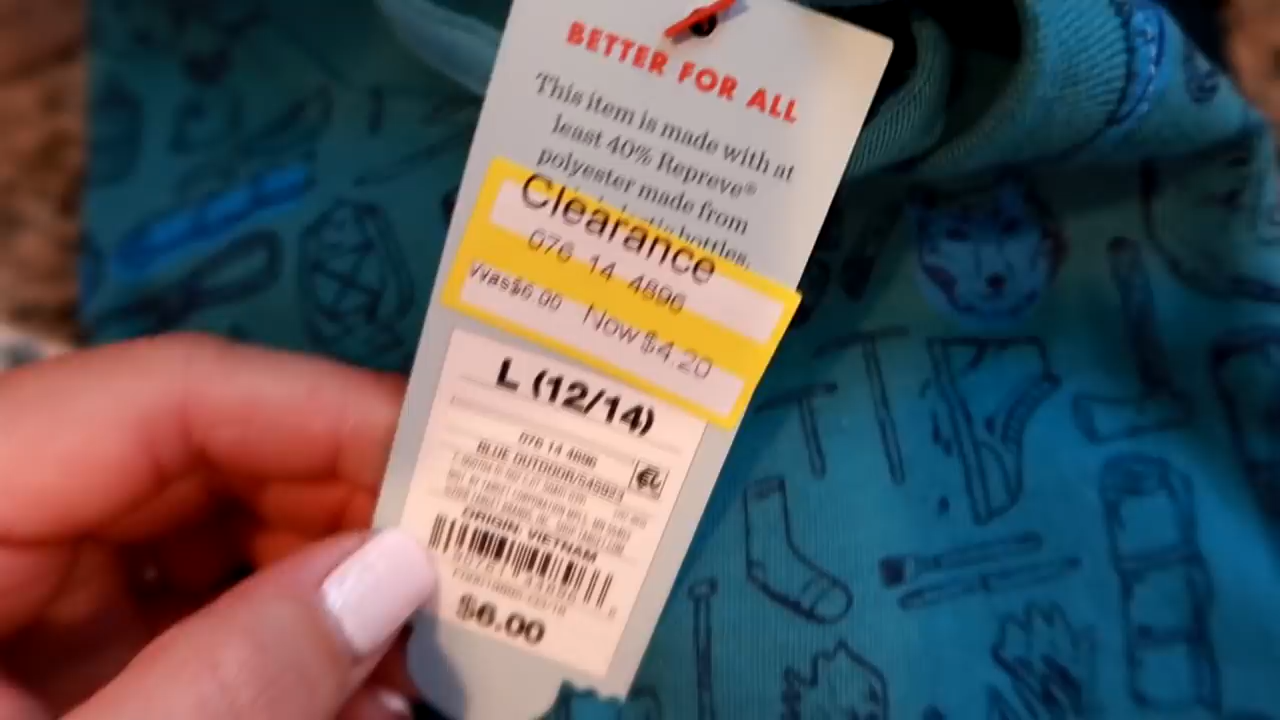 BETTER FOR ALL
This item is made with at
least 40% Repreve®
polyester made from
bottles.
Clearance
076 14 4896
Was $6.00 Now $4.20
L (12/14)
076 14 4896
BLUE OUTDOOR/
ORIGIN: VIETNAM
$6.00